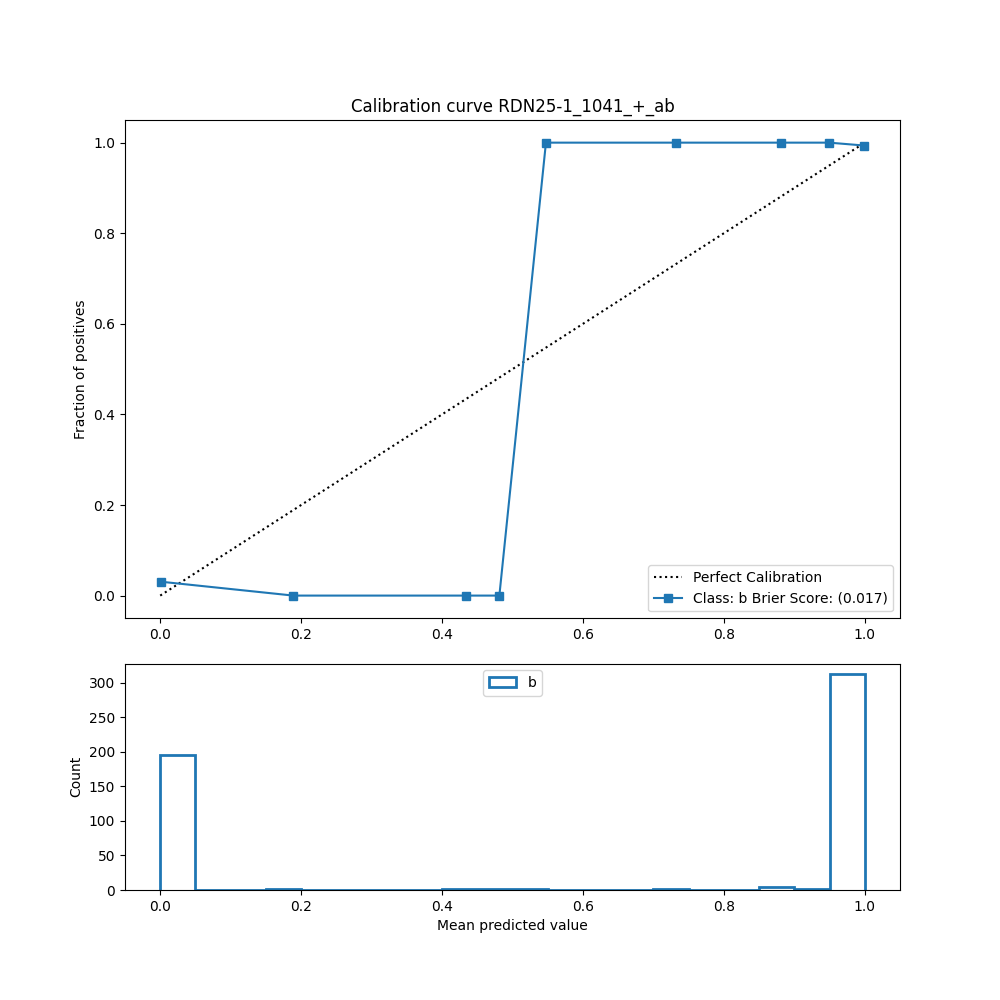 Calibration curve RDN25-1_1041_+_ab
1.0
0.8
0.6
0.4
0.2
0.0
Fraction of positives
Perfect Calibration
Class: b Brier Score: (0.017)
0.0 0.2 0.4 0.6 0.8 1.0
300
250
200
150
100
50
0
Count
b
0.0 0.2 0.4 0.6 0.8 1.0
Mean predicted value